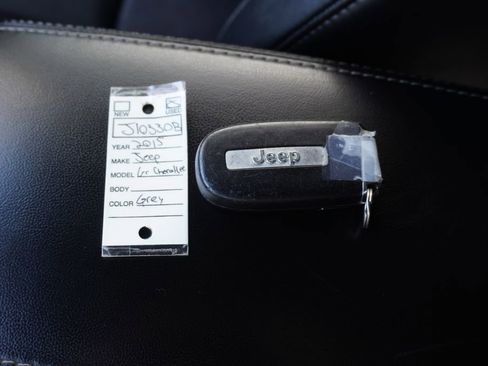 NEW USED
J10330B
YEAR 2015
MAKE Jeep
MODEL Gr Cherokee
BODY
COLOR Grey
Jeep